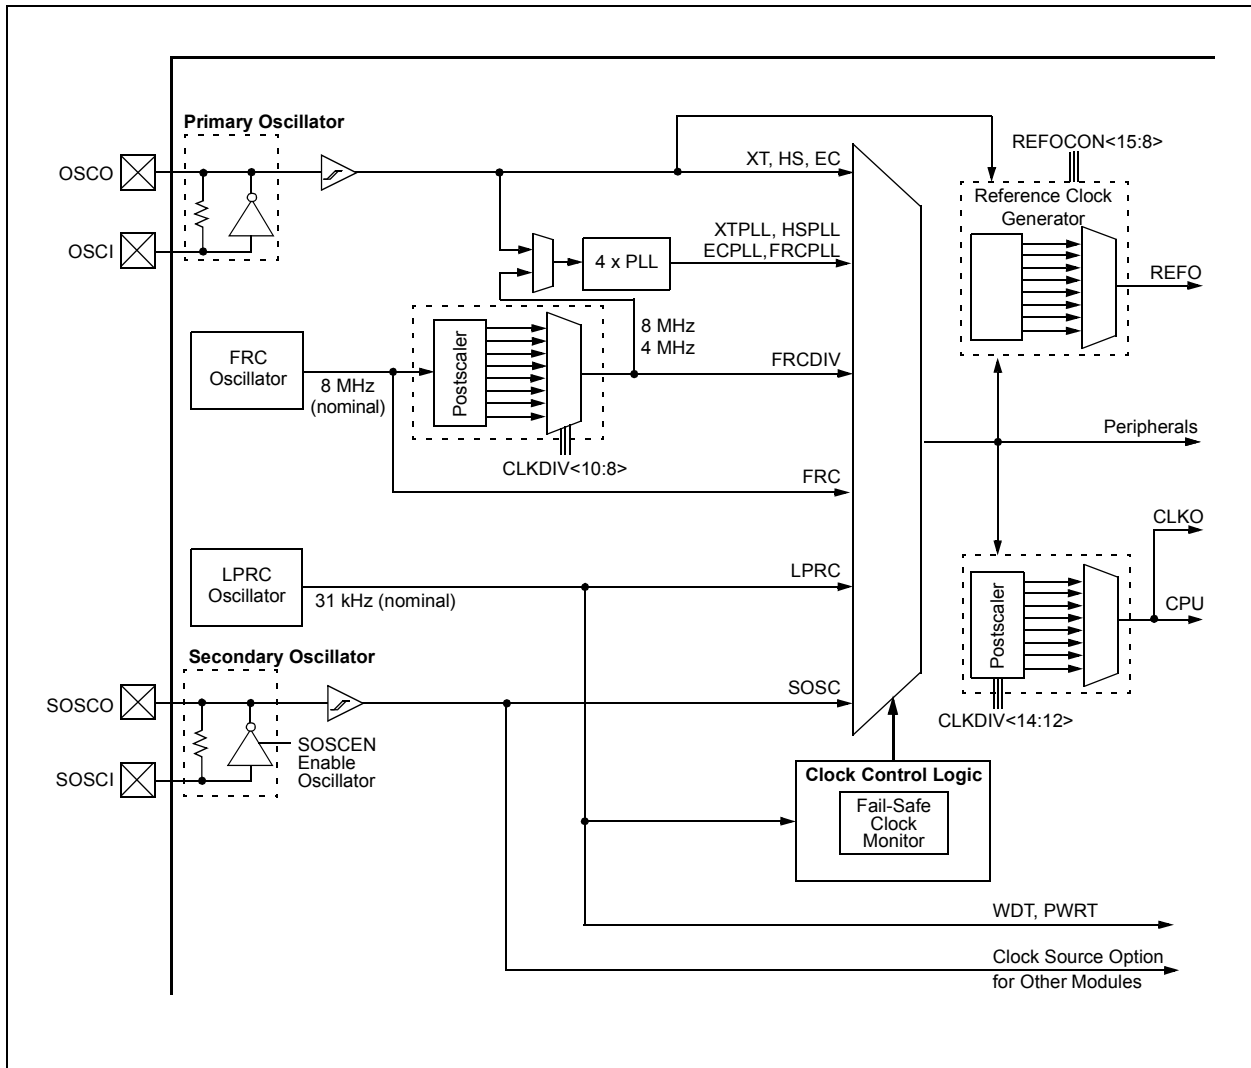 Primary Oscillator
OSCO
OSCI
XT, HS, EC
REFOCON<15:8>
Reference Clock
Generator
REFO
XTPLL, HSPLL
ECPLL, FRCPLL
4 x PLL
8 MHz
4 MHz
FRC
Oscillator
8 MHz
(nominal)
Postscaler
CLKDIV<10:8>
FRCDIV
Peripherals
FRC
CLKO
LPRC
Oscillator
31 kHz (nominal)
LPRC
CPU
Postscaler
CLKDIV<14:12>
Secondary Oscillator
SOSCO
SOSCI
SOSCEN
Enable
Oscillator
SOSC
Clock Control Logic
Fail-Safe
Clock
Monitor
WDT, PWRT
Clock Source Option
for Other Modules